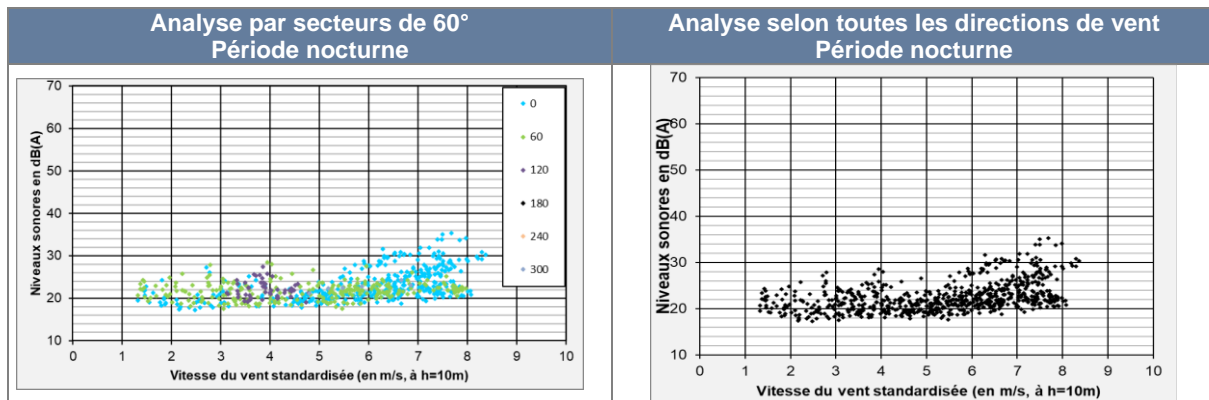 Analyse par secteurs de 60°
Période nocturne
Analyse selon toutes les directions de vent
Période nocturne
Niveaux sonores en dB(A)
70
60
50
40
30
20
10
0 1 2 3 4 5 6 7 8 9 10
Vitesse du vent standardisée (en m/s, à h=10m)
0
60
120
180
240
300
Niveaux sonores en dB(A)
70
60
50
40
30
20
10
0 1 2 3 4 5 6 7 8 9 10
Vitesse du vent standardisée (en m/s, à h=10m)